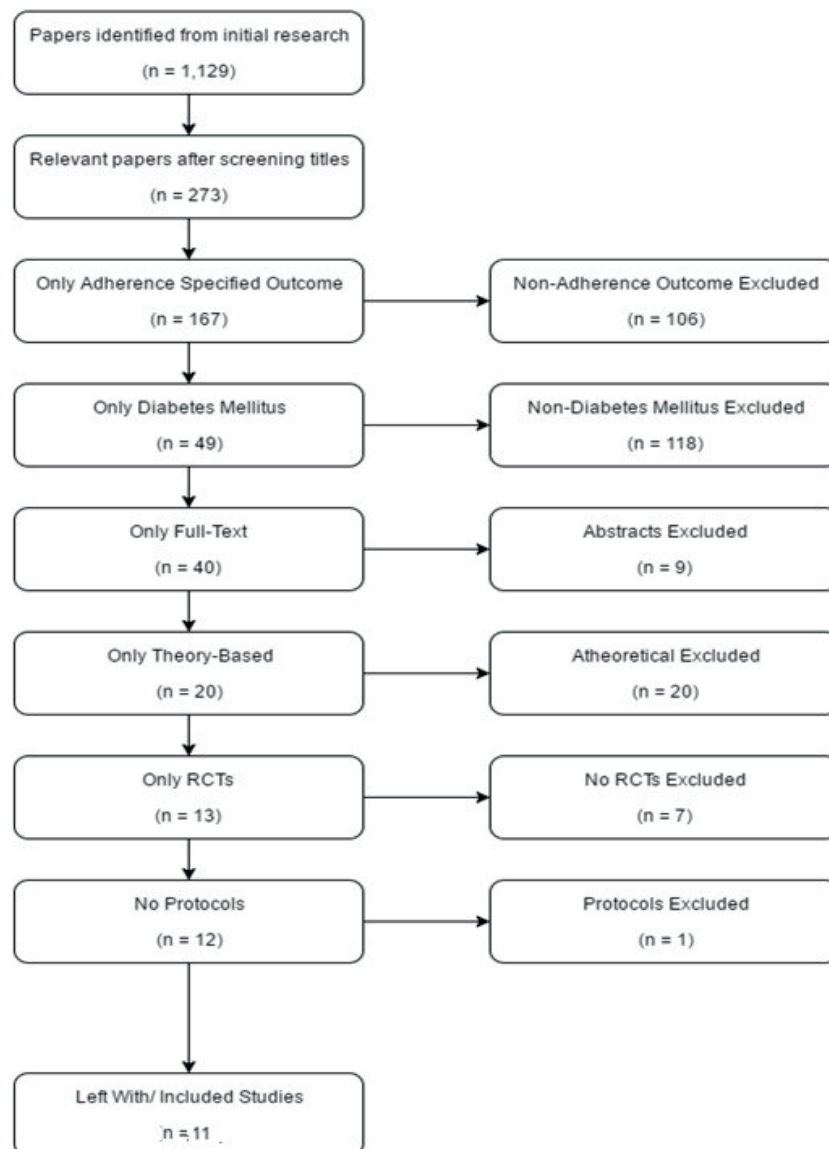 Papers identified from initial research
(n = 1,129)
Relevant papers after screening titles
(n = 273)
Only Adherence Specified Outcome
(n = 167)
Non-Adherence Outcome Excluded
(n = 106)
Only Diabetes Mellitus
(n = 49)
Non-Diabetes Mellitus Excluded
(n = 118)
Only Full-Text
(n = 40)
Abstracts Excluded
(n = 9)
Only Theory-Based
(n = 20)
Atheoretical Excluded
(n = 20)
Only RCTs
(n = 13)
No RCTs Excluded
(n = 7)
No Protocols
(n = 12)
Protocols Excluded
(n = 1)
Left With/ Included Studies
n = 11